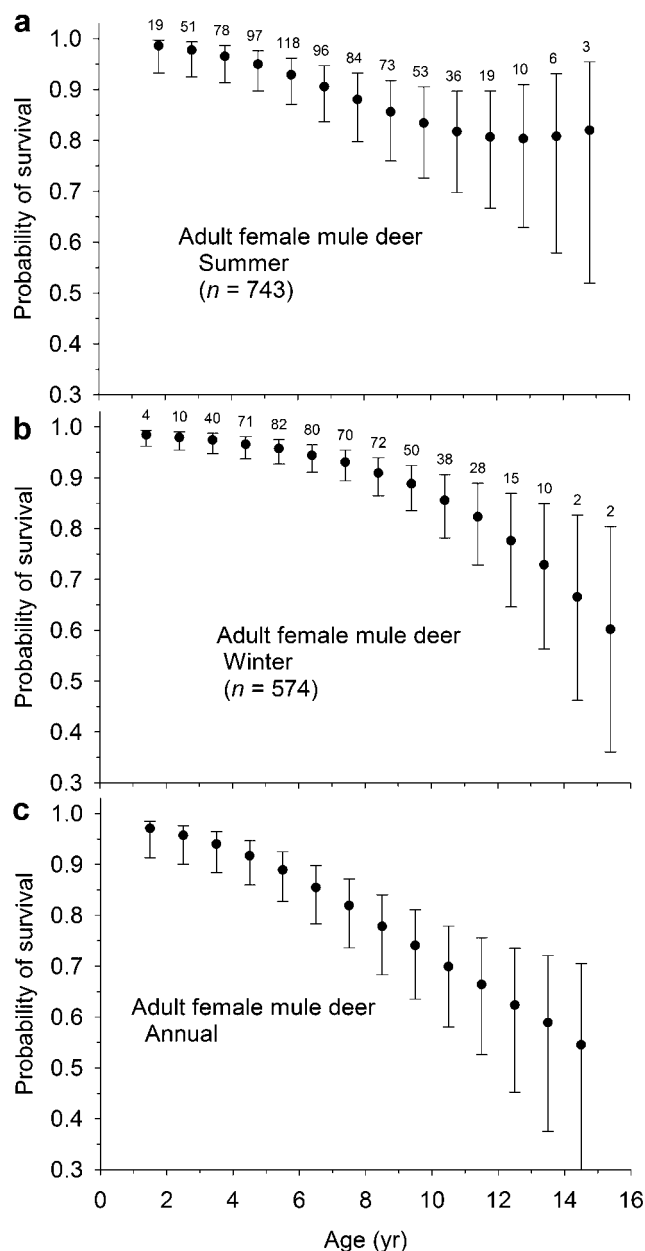 a
19 51 78 97 118 96 84 73 53 36 19 10 6 3
1.0
0.9
0.8
0.7
0.6
0.5
0.4
0.3
Probability of survival
Adult female mule deer
Summer
(n = 743)
b
4 10 40 71 82 80 70 72 50 38 28 15 10 2 2
1.0
0.9
0.8
0.7
0.6
0.5
0.4
0.3
Probability of survival
Adult female mule deer
Winter
(n = 574)
c
1.0
0.9
0.8
0.7
0.6
0.5
0.4
0.3
Probability of survival
Adult female mule deer
Annual
0 2 4 6 8 10 12 14 16
Age (yr)